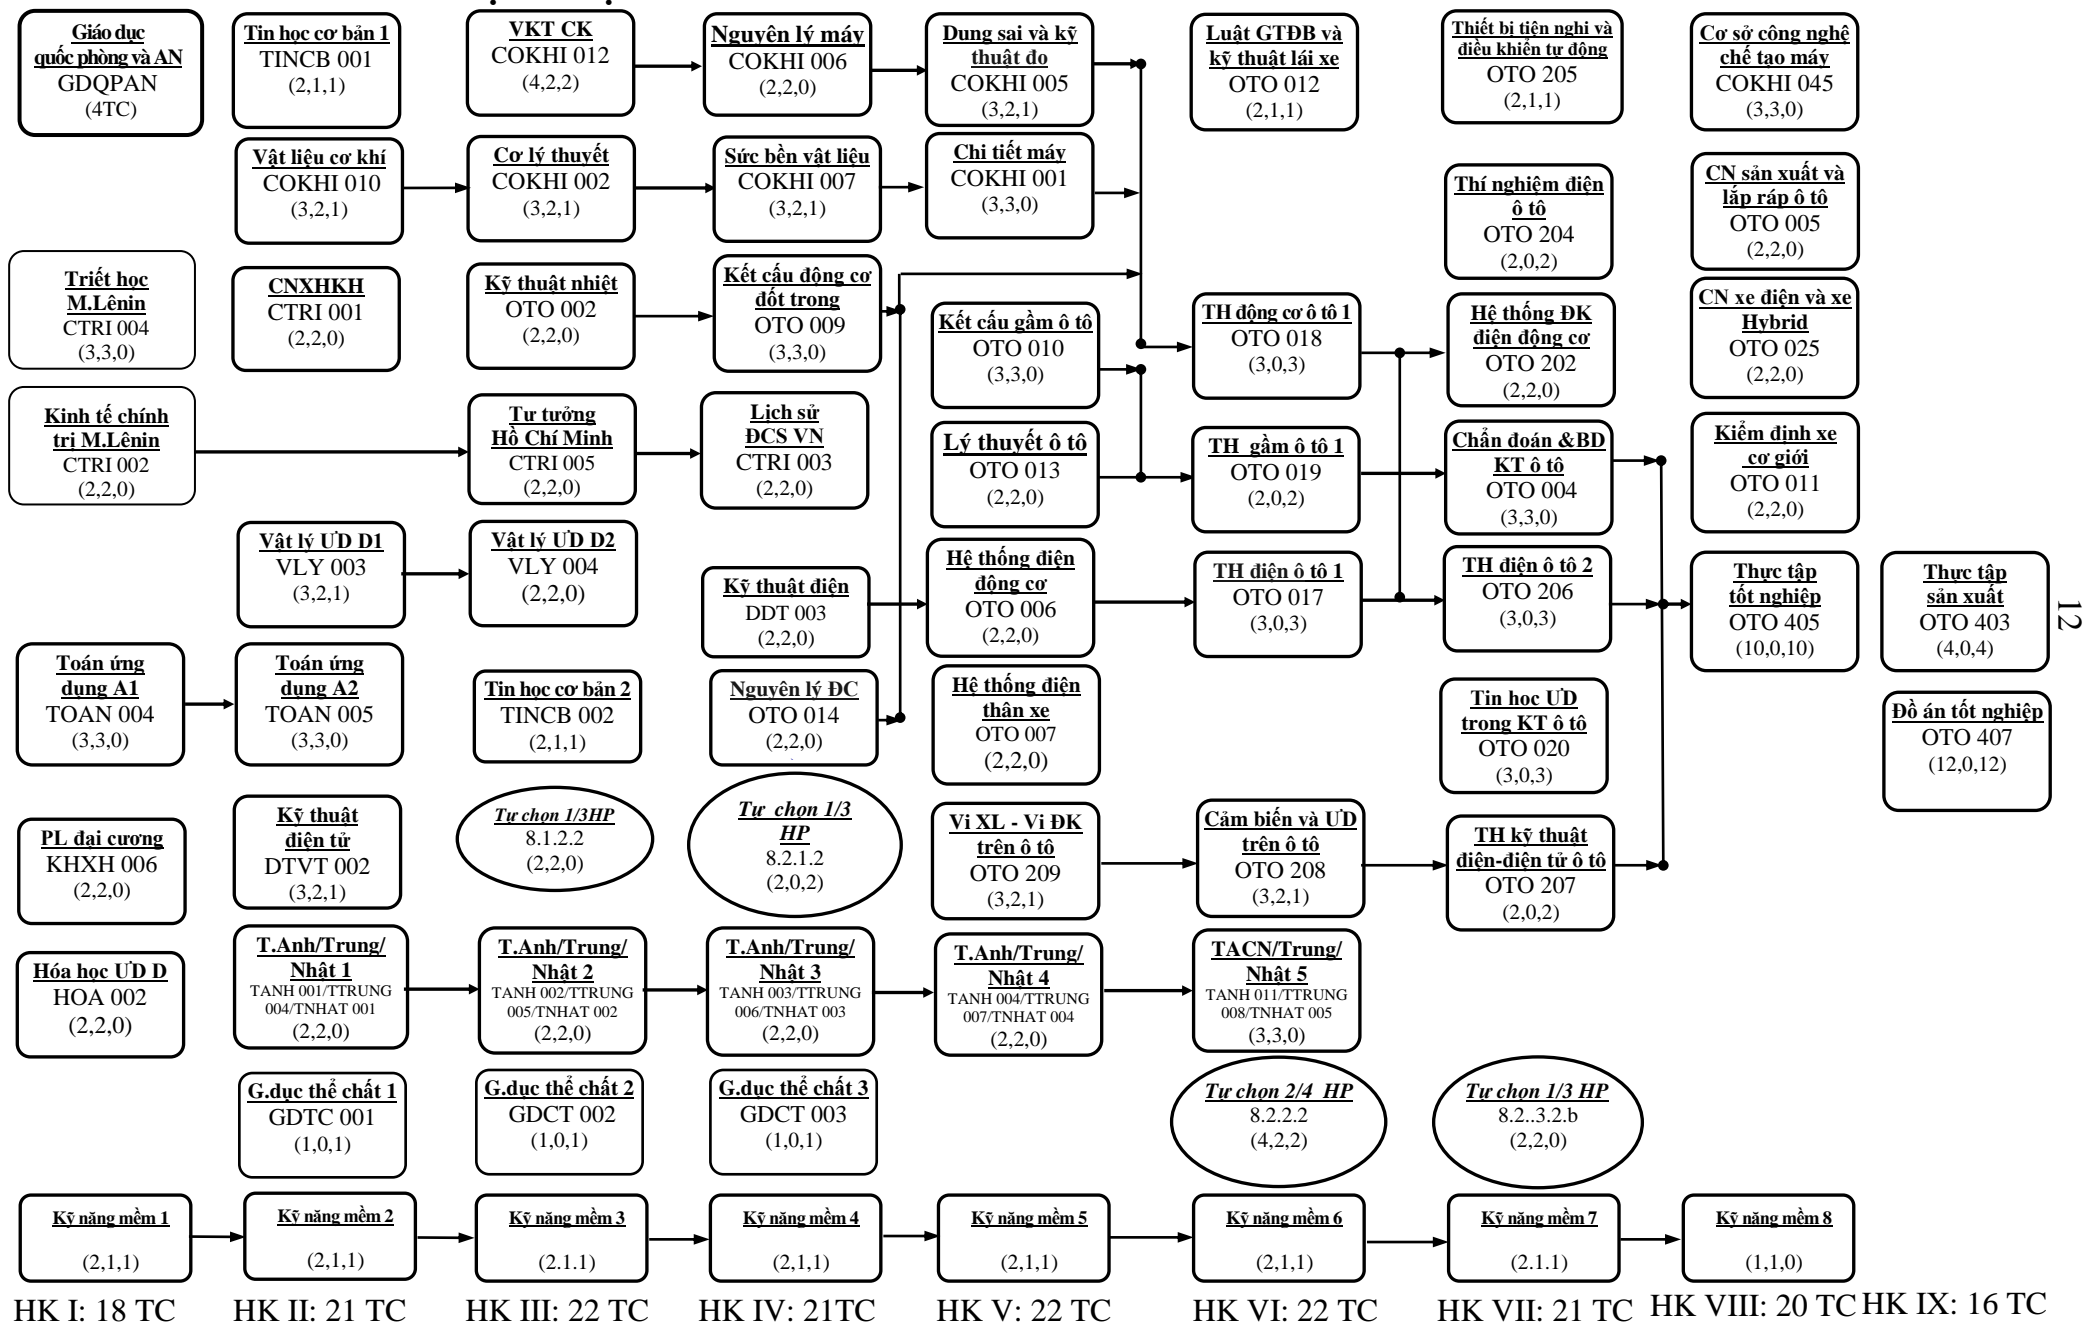 Giáo dục
quốc phòng và AN
GDQPAN
(4TC)
Triết học
M.Lênin
CTRI 004
(3,3,0)
Kinh tế chính
trị M.Lênin
CTRI 002
(2,2,0)
Toán ứng
dụng A1
TOAN 004
(3,3,0)
PL đại cương
KHXH 006
(2,2,0)
Hóa học ƯD D
HOA 002
(2,2,0)
Kỹ năng mềm 1
(2,1,1)
HK I: 18 TC
Tin học cơ bản 1
TINCB 001
(2,1,1)
Vật liệu cơ khí
COKHI 010
(3,2,1)
CNXHKH
CTRI 001
(2,2,0)
Vật lý ƯD D1
VLY 003
(3,2,1)
Toán ứng
dụng A2
TOAN 005
(3,3,0)
Kỹ thuật
điện tử
DTVT 002
(3,2,1)
T.Anh/Trung/
Nhật 1
TANH 001/TTRUNG
004/TNHAT 001
(2,2,0)
G.dục thể chất 1
GDTC 001
(1,0,1)
Kỹ năng mềm 2
(2,1,1)
HK II: 21 TC
VKT CK
COKHI 012
(4,2,2)
Cơ lý thuyết
COKHI 002
(3,2,1)
Kỹ thuật nhiệt
OTO 002
(2,2,0)
Tư tưởng
Hồ Chí Minh
CTRI 005
(2,2,0)
Vật lý ƯD D2
VLY 004
(2,2,0)
Tin học cơ bản 2
TINCB 002
(2,1,1)
Tự chọn 1/3HP
8.1.2.2
(2,2,0)
T.Anh/Trung/
Nhật 2
TANH 002/TTRUNG
005/TNHAT 002
(2,2,0)
G.dục thể chất 2
GDCT 002
(1,0,1)
Kỹ năng mềm 3
(2.1.1)
HK III: 22 TC
Nguyên lý máy
COKHI 006
(2,2,0)
Sức bền vật liệu
COKHI 007
(3,2,1)
Kết cấu động cơ
đốt trong
OTO 009
(3,3,0)
Lịch sử
ĐCS VN
CTRI 003
(2,2,0)
Kỹ thuật điện
DDT 003
(2,2,0)
Nguyên lý ĐC
OTO 014
(2,2,0)
Tự chọn 1/3
HP
8.2.1.2
(2,0,2)
T.Anh/Trung/
Nhật 3
TANH 003/TTRUNG
006/TNHAT 003
(2,2,0)
G.dục thể chất 3
GDCT 003
(1,0,1)
Kỹ năng mềm 4
(2,1,1)
HK IV: 21TC
Dung sai và kỹ
thuật đo
COKHI 005
(3,2,1)
Chi tiết máy
COKHI 001
(3,3,0)
Kết cấu gầm ô tô
OTO 010
(3,3,0)
Lý thuyết ô tô
OTO 013
(2,2,0)
Hệ thống điện
động cơ
OTO 006
(2,2,0)
Hệ thống điện
thân xe
OTO 007
(2,2,0)
Vi XL - Vi ĐK
trên ô tô
OTO 209
(3,2,1)
T.Anh/Trung/
Nhật 4
TANH 004/TTRUNG
007/TNHAT 004
(2,2,0)
Kỹ năng mềm 5
(2,1,1)
HK V: 22 TC
Luật GTĐB và
kỹ thuật lái xe
OTO 012
(2,1,1)
TH động cơ ô tô 1
OTO 018
(3,0,3)
TH gầm ô tô 1
OTO 019
(2,0,2)
TH điện ô tô 1
OTO 017
(3,0,3)
Cảm biến và ƯD
trên ô tô
OTO 208
(3,2,1)
TACN/Trung/
Nhật 5
TANH 011/TTRUNG
008/TNHAT 005
(3,3,0)
Tự chọn 2/4 HP
8.2.2.2
(4,2,2)
Kỹ năng mềm 6
(2,1,1)
HK VI: 22 TC
Thiết bị tiện nghi và
điều khiển tự động
OTO 205
(2,1,1)
Thí nghiệm điện
ô tô
OTO 204
(2,0,2)
Hệ thống ĐK
điện động cơ
OTO 202
(2,2,0)
Chẩn đoán &BD
KT ô tô
OTO 004
(3,3,0)
TH điện ô tô 2
OTO 206
(3,0,3)
Tin học ƯD
trong KT ô tô
OTO 020
(3,0,3)
TH kỹ thuật
điện-điện tử ô tô
OTO 207
(2,0,2)
Tự chọn 1/3 HP
8.2..3.2.b
(2,2,0)
Kỹ năng mềm 7
(2.1.1)
HK VII: 21 TC
Cơ sở công nghệ
chế tạo máy
COKHI 045
(3,3,0)
CN sản xuất và
lắp ráp ô tô
OTO 005
(2,2,0)
CN xe điện và xe
Hybrid
OTO 025
(2,2,0)
Kiểm định xe
cơ giới
OTO 011
(2,2,0)
Thực tập
tốt nghiệp
OTO 405
(10,0,10)
Kỹ năng mềm 8
(1,1,0)
HK VIII: 20 TC
Thực tập
sản xuất
OTO 403
(4,0,4)
Đồ án tốt nghiệp
OTO 407
(12,0,12)
HK IX: 16 TC
12